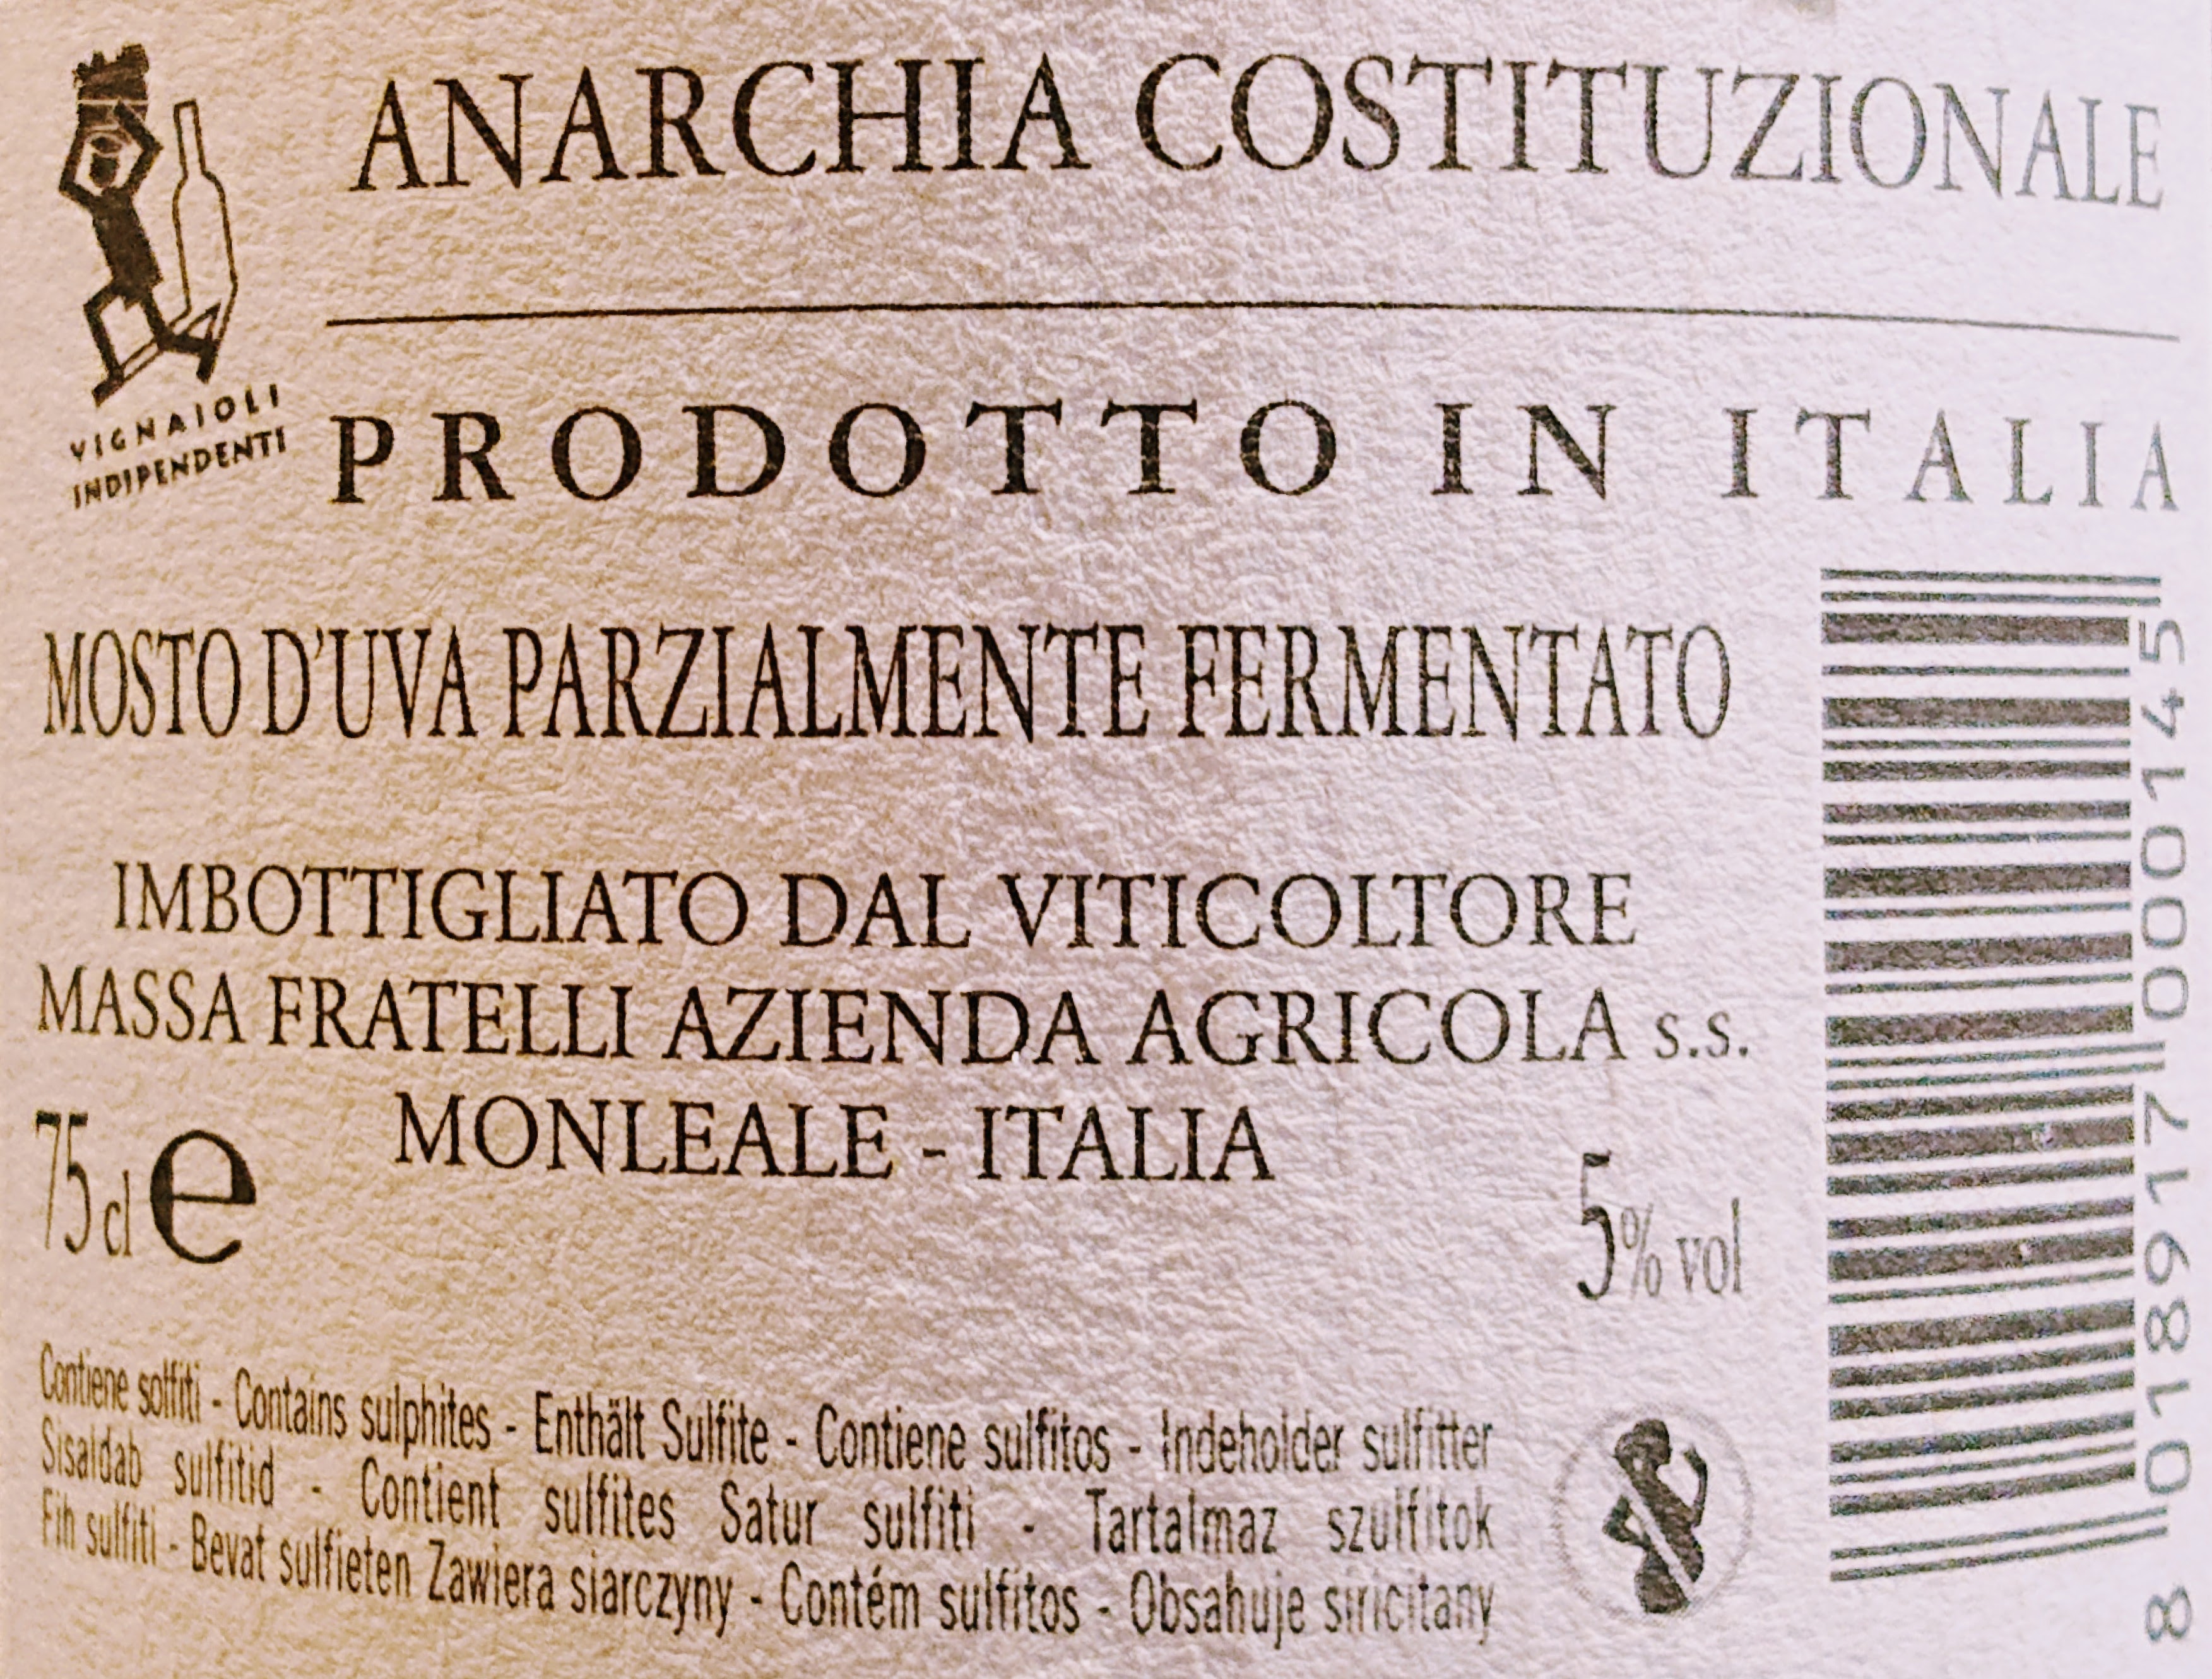 ANARCHIA COSTITUZIONALE
VIGNAIOLI
INDIPENDENTI
PRODOTTO IN ITALIA
MOSTO D'UVA PARZIALMENTE FERMENTATO
IMBOTTIGLIATO DAL VITICOLTORE
MASSA FRATELLI AZIENDA AGRICOLA s.s.
MONLEALE - ITALIA
75 cl e
5% vol
Contiene solfiti - Contains sulphites - Enthält Sulfite - Contiene sulfitos - Indeholder sulfitter
Sisaldab sulfitid - Contient sulfites Satur sulfiti - Tartalmaz szulfitok
Fih sulfiti - Bevat sulfieten Zawiera siarczyny - Contém sulfitos - Obsahuje siricitany
8 018917 000145